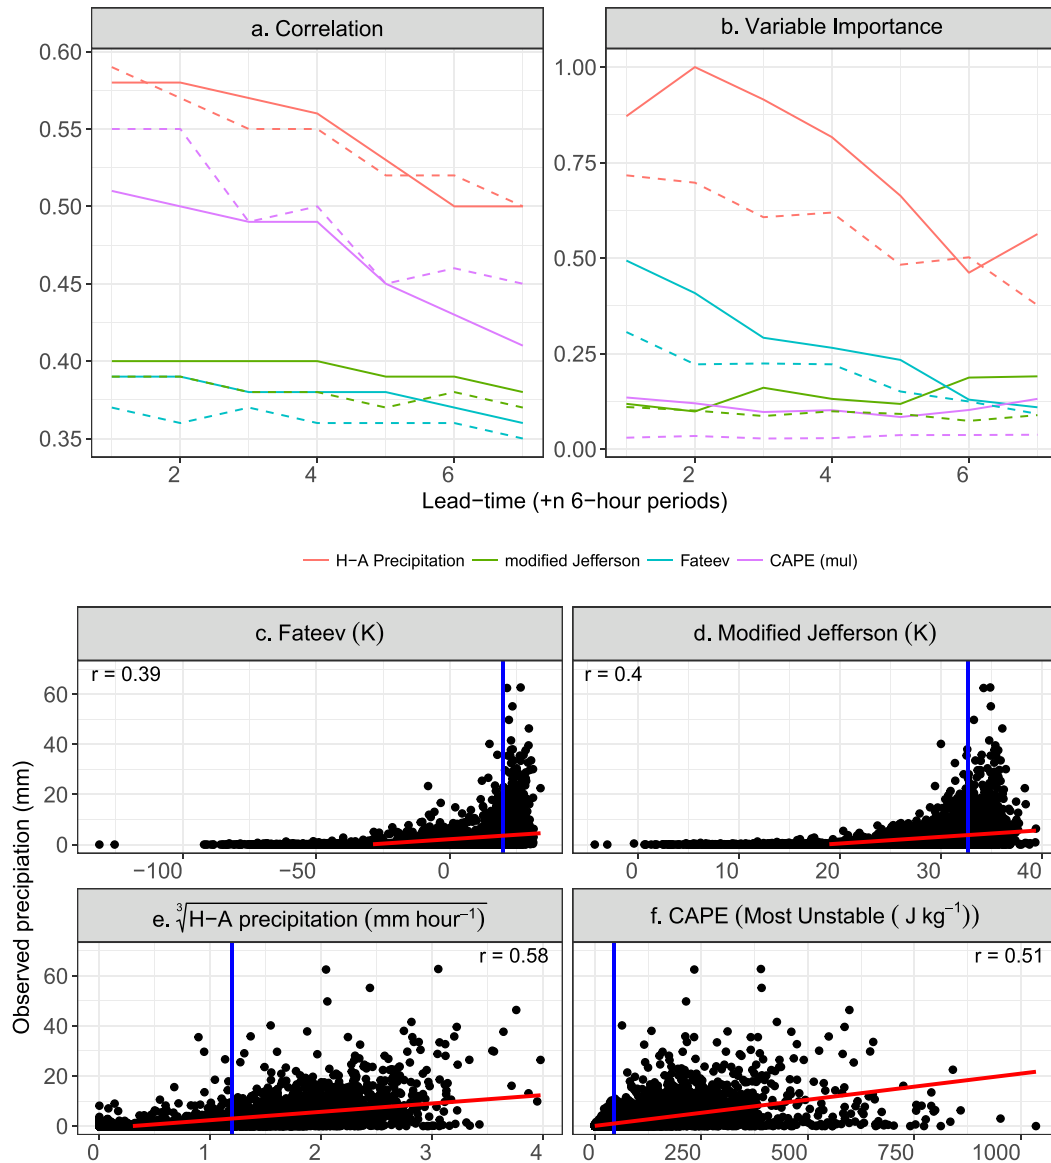 a. Correlation
b. Variable Importance
0.60
0.55
0.50
0.45
0.40
0.35
1.00
0.75
0.50
0.25
0.00
2 4 6
2 4 6
Lead−time (+n 6−hour periods)
H−A Precipitation modified Jefferson Fateev CAPE (mul)
c. Fateev (K)
d. Modified Jefferson (K)
r = 0.39
r = 0.4
60
40
20
0
−100 −50 0
0 10 20 30 40
Observed precipitation (mm)
e. ∛H−A precipitation (mm hour⁻¹)
f. CAPE (Most Unstable ( J kg⁻¹))
r = 0.58
r = 0.51
60
40
20
0
0 1 2 3 4
0 250 500 750 1000